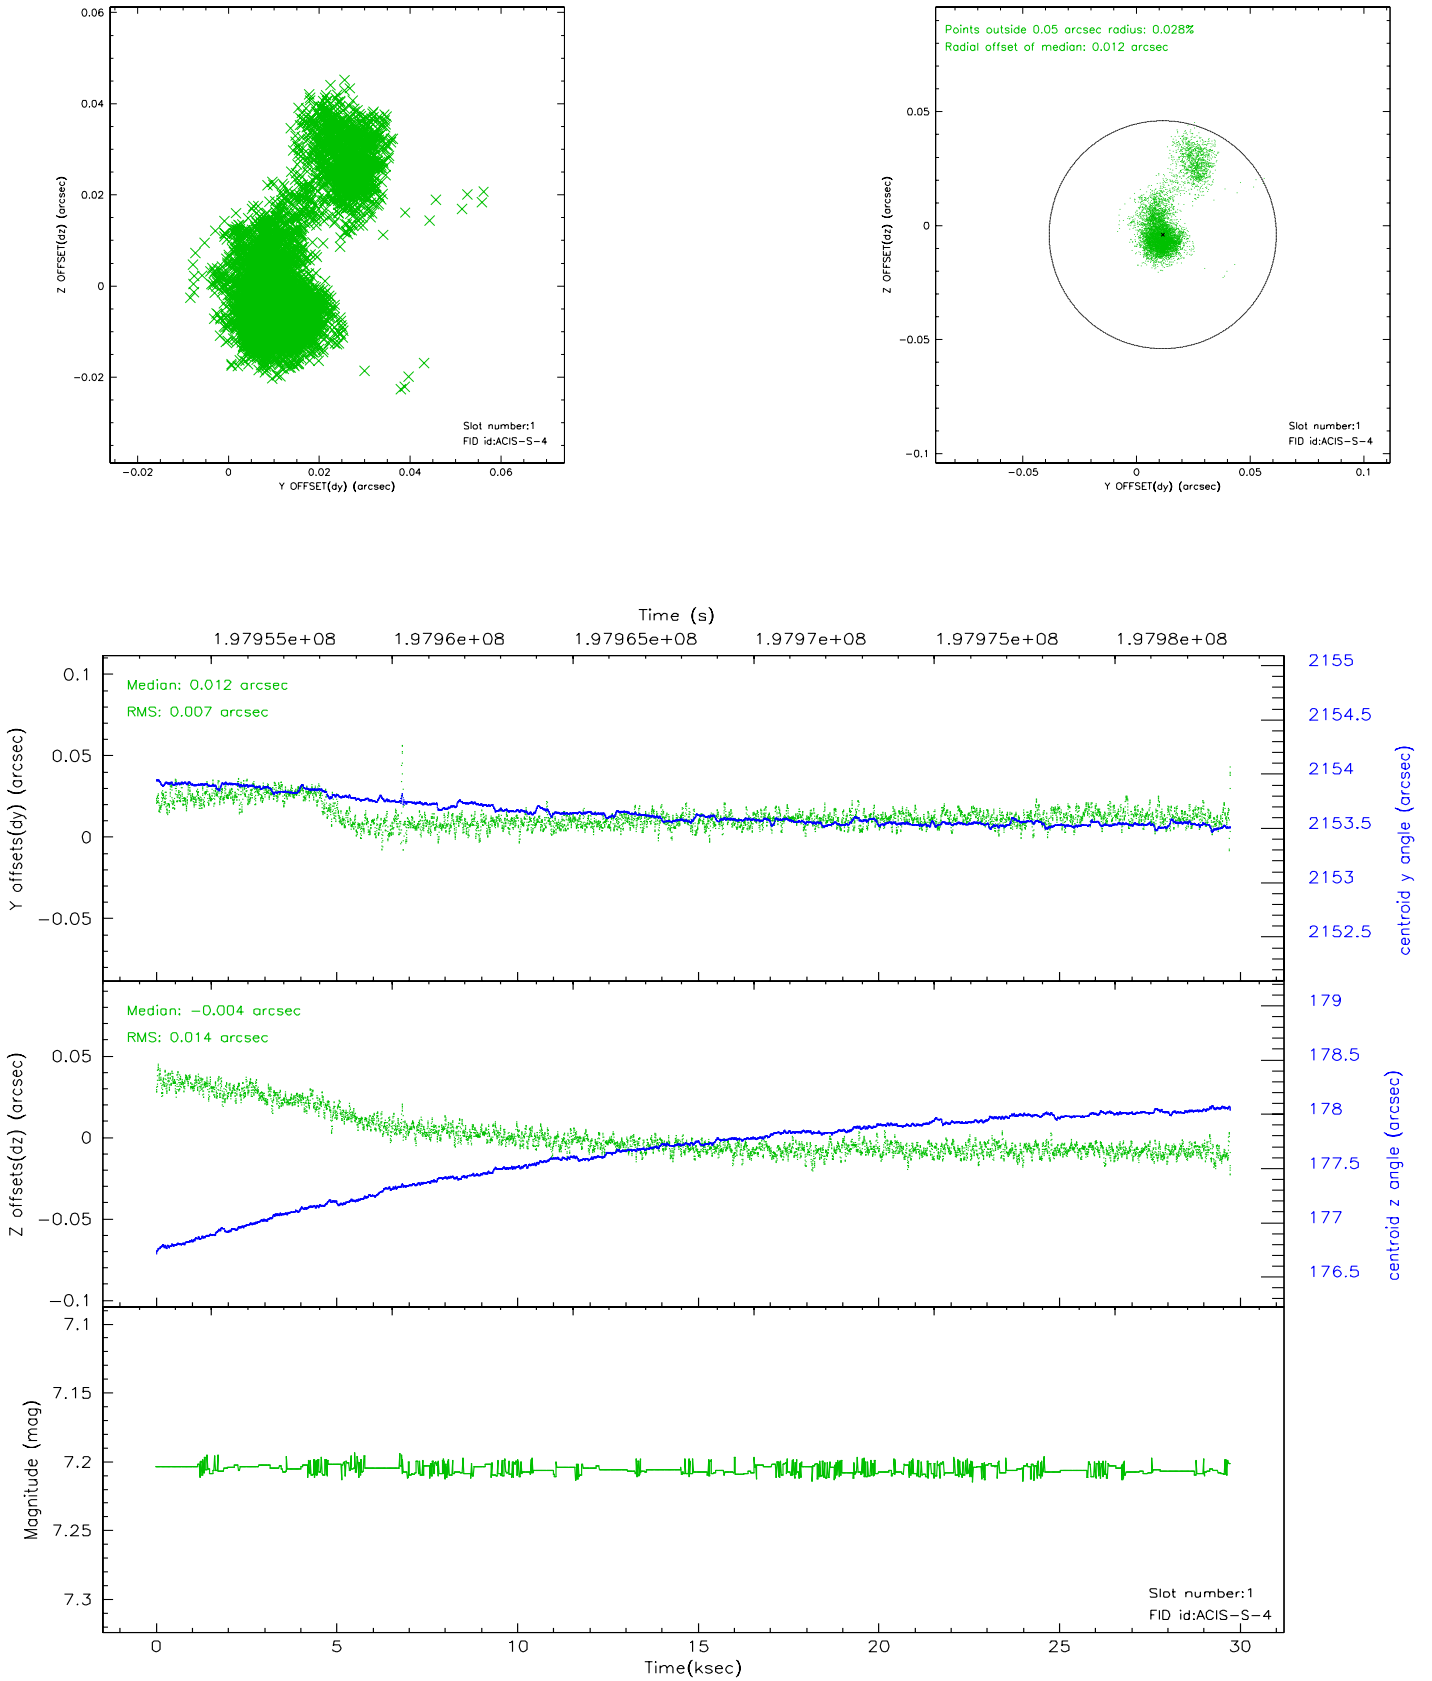 0.06
0.04
0.02
0
-0.02
Z OFFSET(dz) (arcsec)
-0.02 0 0.02 0.04 0.06
Y OFFSET(dy) (arcsec)
Slot number:1
FID id:ACIS-S-4
Points outside 0.05 arcsec radius: 0.028%
Radial offset of median: 0.012 arcsec
0.05
0
-0.05
-0.1
Z OFFSET(dz) (arcsec)
-0.05 0 0.05 0.1
Y OFFSET(dy) (arcsec)
Slot number:1
FID id:ACIS-S-4
Time (s)
1.97955e+08 1.9796e+08 1.97965e+08 1.9797e+08 1.97975e+08 1.9798e+08
Median: 0.012 arcsec
RMS: 0.007 arcsec
0.1
0.05
0
-0.05
Y offsets(dy) (arcsec)
2155
2154.5
2154
2153.5
2153
2152.5
centroid y angle (arcsec)
Median: -0.004 arcsec
RMS: 0.014 arcsec
0.05
0
-0.05
-0.1
Z offsets(dz) (arcsec)
179
178.5
178
177.5
177
176.5
centroid z angle (arcsec)
7.1
7.15
7.2
7.25
7.3
Magnitude (mag)
Slot number:1
FID id:ACIS-S-4
0 5 10 15 20 25 30
Time(ksec)